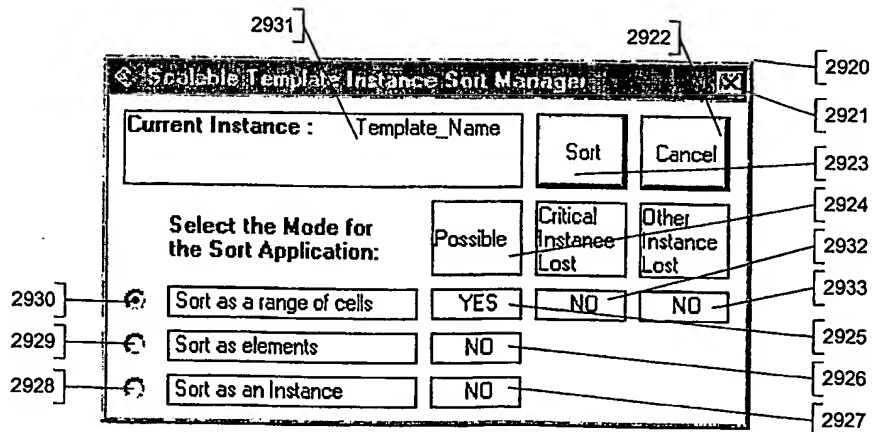 2931
2922
2920
Scalable Template Instance Sort Manager
2921
Current Instance : Template_Name
Sort
Cancel
2923
2924
Select the Mode for
the Sort Application:
Possible
Critical
Instance
Lost
Other
Instance
Lost
2932
2933
2930
Sort as a range of cells
YES
NO
NO
2925
2929
Sort as elements
NO
2926
2928
Sort as an Instance
NO
2927